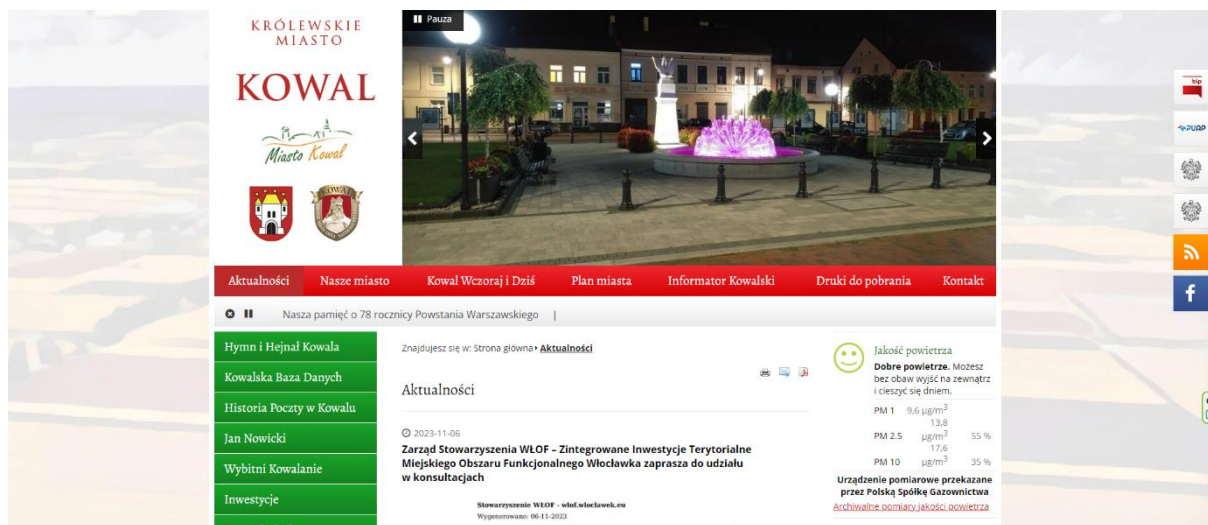 KRÓLEWSKIE
MIASTO
KOWAL
Miasto Kowal
KOWAL
Pauza
APTEKA
bip
ePUAP
Aktualności Nasze miasto Kowal Wczoraj i Dziś Plan miasta Informator Kowalski Druki do pobrania Kontakt
Nasza pamięć o 78 rocznicy Powstania Warszawskiego |
Hymn i Hejnał Kowala
Kowalska Baza Danych
Historia Poczty w Kowalu
Jan Nowicki
Wybitni Kowalanie
Inwestycje
Znajdujesz się w: Strona główna Aktualności
Aktualności
2023-11-06
Zarząd Stowarzyszenia WŁOF – Zintegrowane Inwestycje Terytorialne
Miejskiego Obszaru Funkcjonalnego Włocławka zaprasza do udziału
w konsultacjach
Stowarzyszenie WŁOF - wlof.wloclawek.eu
Wygenerowano: 06-11-2023
Jakość powietrza
Dobre powietrze. Możesz
bez obaw wyjść na zewnątrz
i cieszyć się dniem.
PM 1 9,6 µg/m3
13,8
PM 2.5 µg/m3 55 %
17,6
PM 10 µg/m3 35 %
Urządzenie pomiarowe przekazane
przez Polską Spółkę Gazownictwa
Archiwalne pomiary jakości powietrza